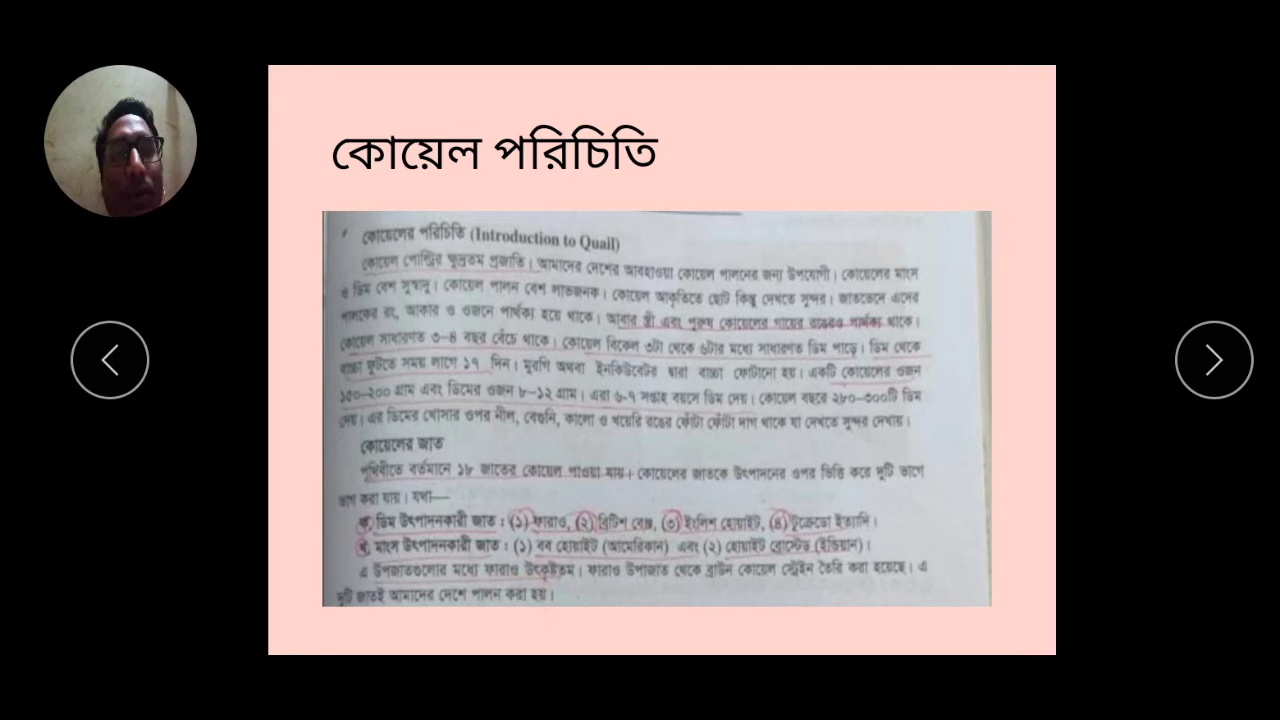 কোয়েল পরিচিতি
কোয়েলের পরিচিতি (Introduction to Quail)
কোয়েল পোল্ট্রির ক্ষুদ্রতম প্রজাতি। আমাদের দেশের আবহাওয়া কোয়েল পালনের জন্য উপযোগী। কোয়েলের মাংস
ও ডিম বেশ সুস্বাদু। কোয়েল পালন বেশ লাভজনক। কোয়েল আকৃতিতে ছোট কিন্তু দেখতে সুন্দর। জাতভেদে এদের
পালকের রং, আকার ও ওজনে পার্থক্য হয়ে থাকে। আবার স্ত্রী এবং পুরুষ কোয়েলের গায়ের রঙেরও পার্থক্য থাকে।
কোয়েল সাধারণত ৩-৪ বছর বেঁচে থাকে। কোয়েল বিকেল ৩টা থেকে ৬টার মধ্যে সাধারণত ডিম পাড়ে। ডিম থেকে
বাচ্চা ফুটতে সময় লাগে ১৭ দিন। মুরগি অথবা ইনকিউবেটর দ্বারা বাচ্চা ফোটানো হয়। একটি কোয়েলের ওজন
১৫০-২০০ গ্রাম এবং ডিমের ওজন ৮-১২ গ্রাম। এরা ৬-৭ সপ্তাহ বয়সে ডিম দেয়। কোয়েল বছরে ২৮০-৩০০টি ডিম
দেয়। এর ডিমের খোসার ওপর নীল, বেগুনি, কালো ও খয়েরি রঙের ফোঁটা ফোঁটা দাগ থাকে যা দেখতে সুন্দর দেখায়।
কোয়েলের জাত
পৃথিবীতে বর্তমানে ১৮ জাতের কোয়েল পাওয়া যায়। কোয়েলের জাতকে উৎপাদনের ওপর ভিত্তি করে দুটি ভাগে
ভাগ করা যায়। যথা—
ক. ডিম উৎপাদনকারী জাত : (১) ফারাও, (২) ব্রিটিশ রেঞ্জ, (৩) ইংলিশ হোয়াইট, (৪) টুক্রেডো ইত্যাদি।
খ. মাংস উৎপাদনকারী জাত : (১) বব হোয়াইট (আমেরিকান) এবং (২) হোয়াইট ব্রেস্টেড (ইন্ডিয়ান)।
এ উপজাতগুলোর মধ্যে ফারাও উৎকৃষ্টতম। ফারাও উপজাত থেকে ব্রাউন কোয়েল স্ট্রেইন তৈরি করা হয়েছে। এ
দুটি জাতই আমাদের দেশে পালন করা হয়।